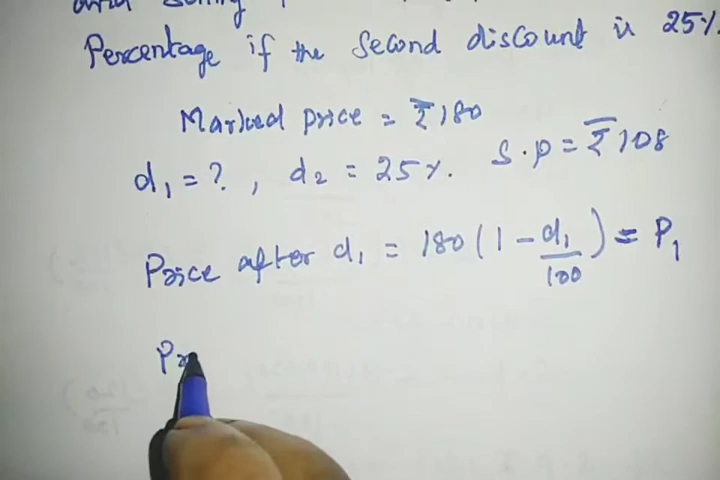 Percentage if the second discount is 25%.
Marked price = ₹180
d₁ = ?, d₂ = 25%. S.P = ₹108
Price after d₁ = 180(1 - d₁/100) = P₁